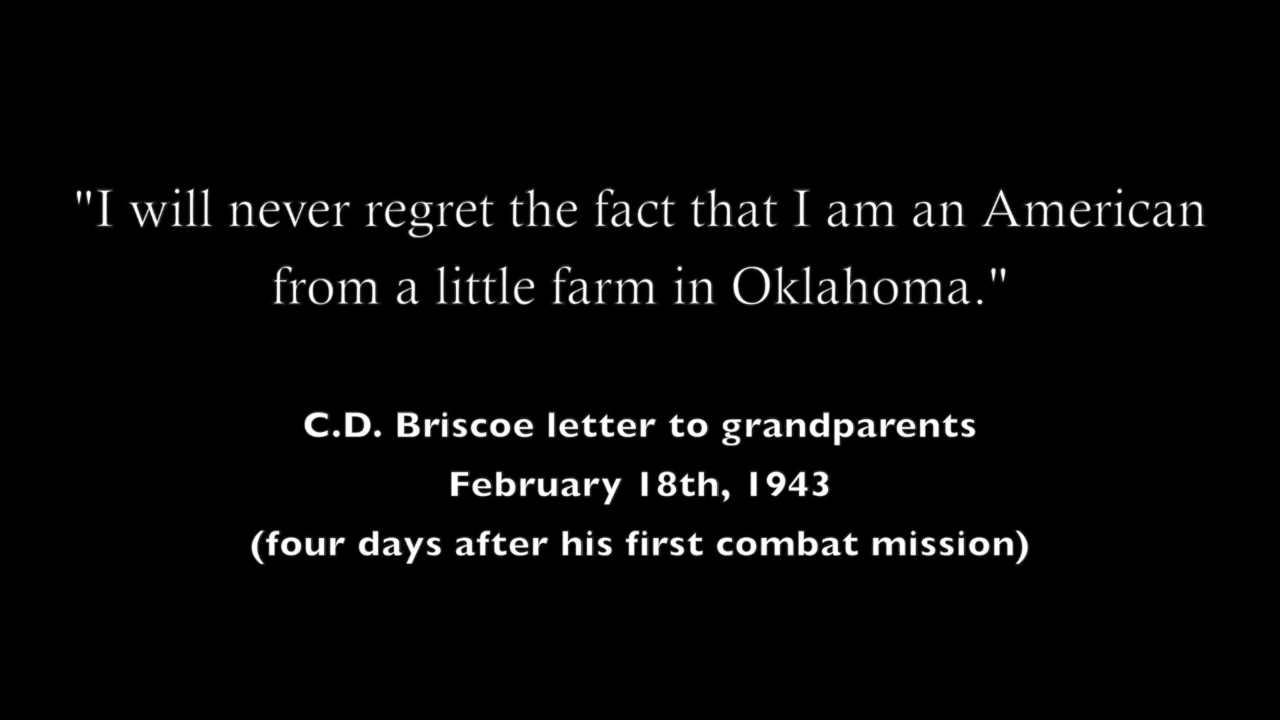 "I will never regret the fact that I am an American
from a little farm in Oklahoma."
C.D. Briscoe letter to grandparents
February 18th, 1943
(four days after his first combat mission)